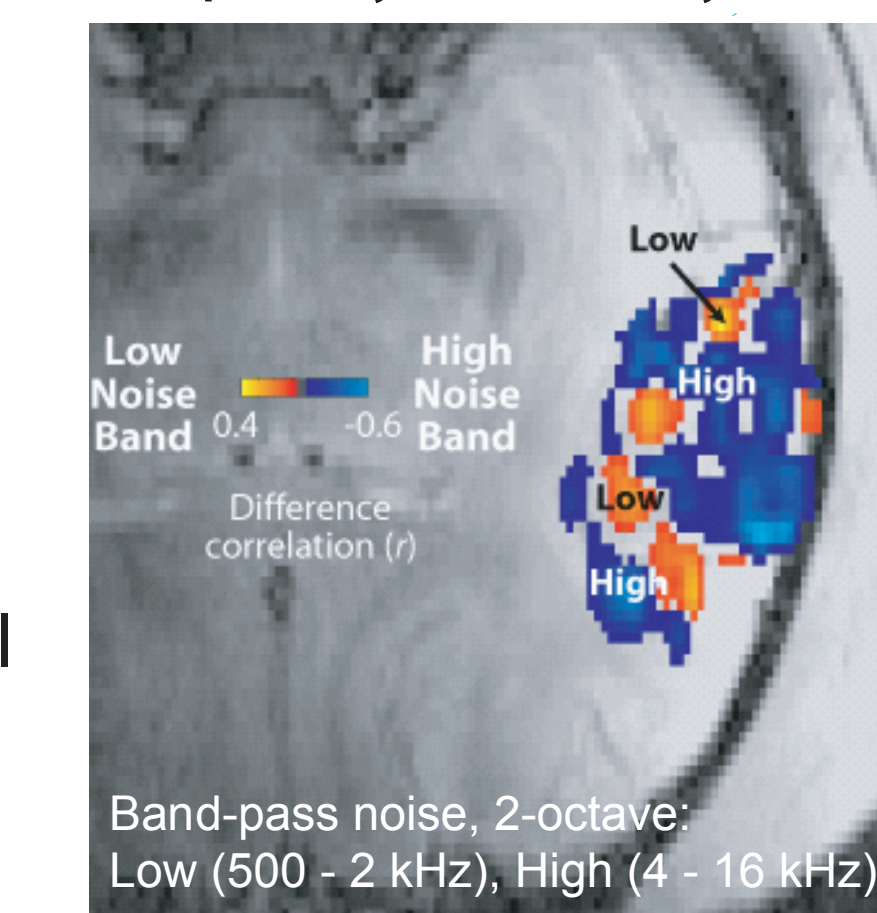 Low
High
Low
High
Low
Noise
Band
0.4
-0.6
High
Noise
Band
Difference
correlation (r)
Band-pass noise, 2-octave:
Low (500 - 2 kHz), High (4 - 16 kHz)